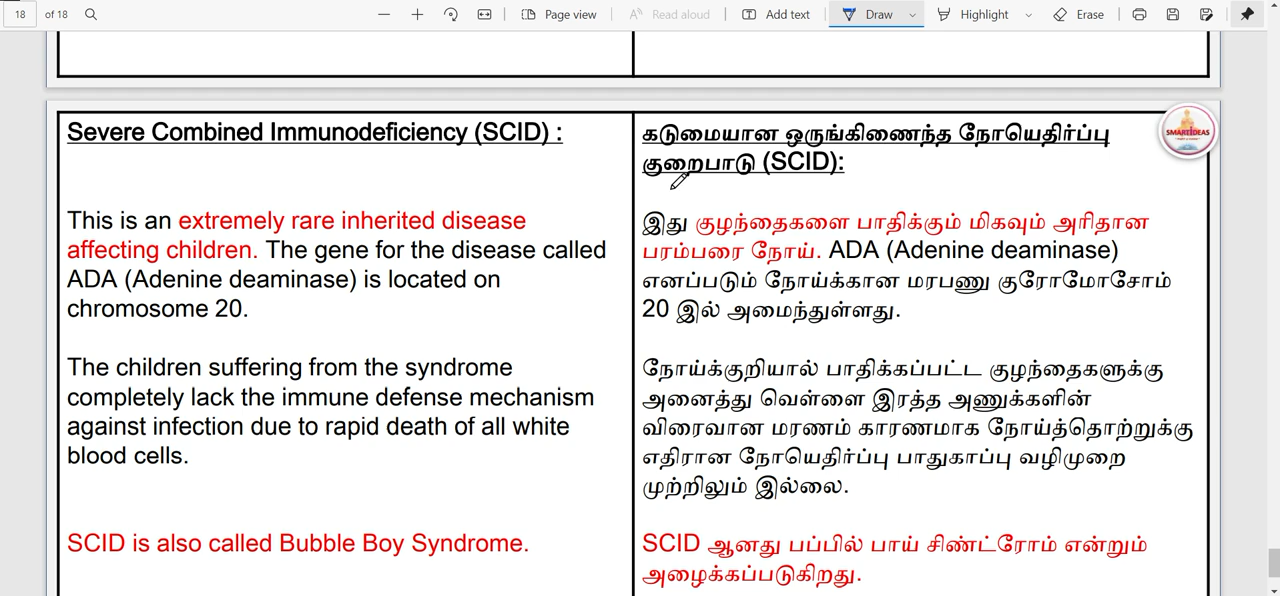 18 of 18
Page view
Read aloud
Add text
Draw
Highlight
Erase
Severe Combined Immunodeficiency (SCID) :
This is an extremely rare inherited disease
affecting children. The gene for the disease called
ADA (Adenine deaminase) is located on
chromosome 20.
The children suffering from the syndrome
completely lack the immune defense mechanism
against infection due to rapid death of all white
blood cells.
SCID is also called Bubble Boy Syndrome.
கடுமையான ஒருங்கிணைந்த நோயெதிர்ப்பு
குறைபாடு (SCID):
இது குழந்தைகளை பாதிக்கும் மிகவும் அரிதான
பரம்பரை நோய். ADA (Adenine deaminase)
எனப்படும் நோய்க்கான மரபணு குரோமோசோம்
20 இல் அமைந்துள்ளது.
நோய்க்குறியால் பாதிக்கப்பட்ட குழந்தைகளுக்கு
அனைத்து வெள்ளை இரத்த அணுக்களின்
விரைவான மரணம் காரணமாக நோய்த்தொற்றுக்கு
எதிரான நோயெதிர்ப்பு பாதுகாப்பு வழிமுறை
முற்றிலும் இல்லை.
SCID ஆனது பப்பில் பாய் சிண்ட்ரோம் என்றும்
அழைக்கப்படுகிறது.
SMARTIDEAS